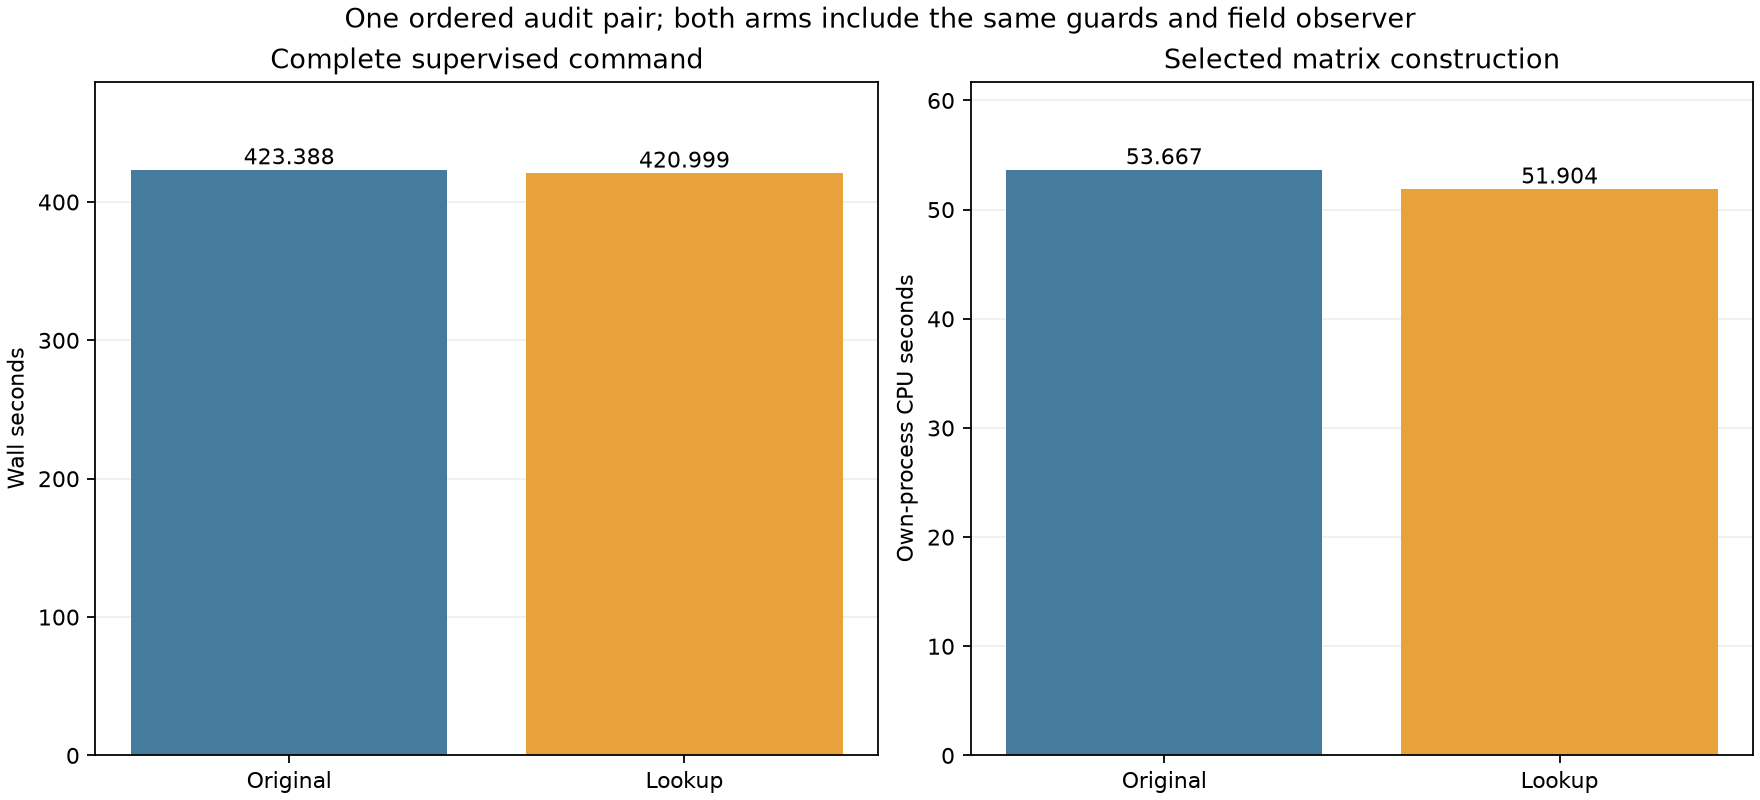 One ordered audit pair; both arms include the same guards and field observer
Complete supervised command
Wall seconds
400
300
200
100
0
423.388
420.999
Original
Lookup
Selected matrix construction
Own-process CPU seconds
60
50
40
30
20
10
0
53.667
51.904
Original
Lookup